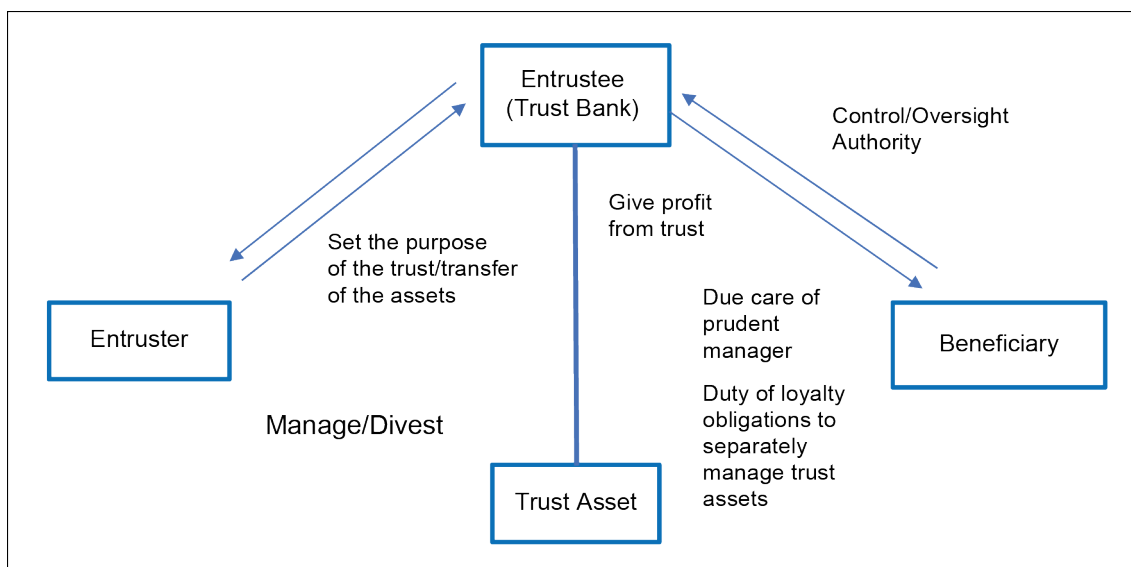 Entrustee
(Trust Bank)
Control/Oversight
Authority
Give profit
from trust
Set the purpose
of the trust/transfer
of the assets
Entruster
Due care of
prudent
manager
Beneficiary
Manage/Divest
Duty of loyalty
obligations to
separately
manage trust
assets
Trust Asset